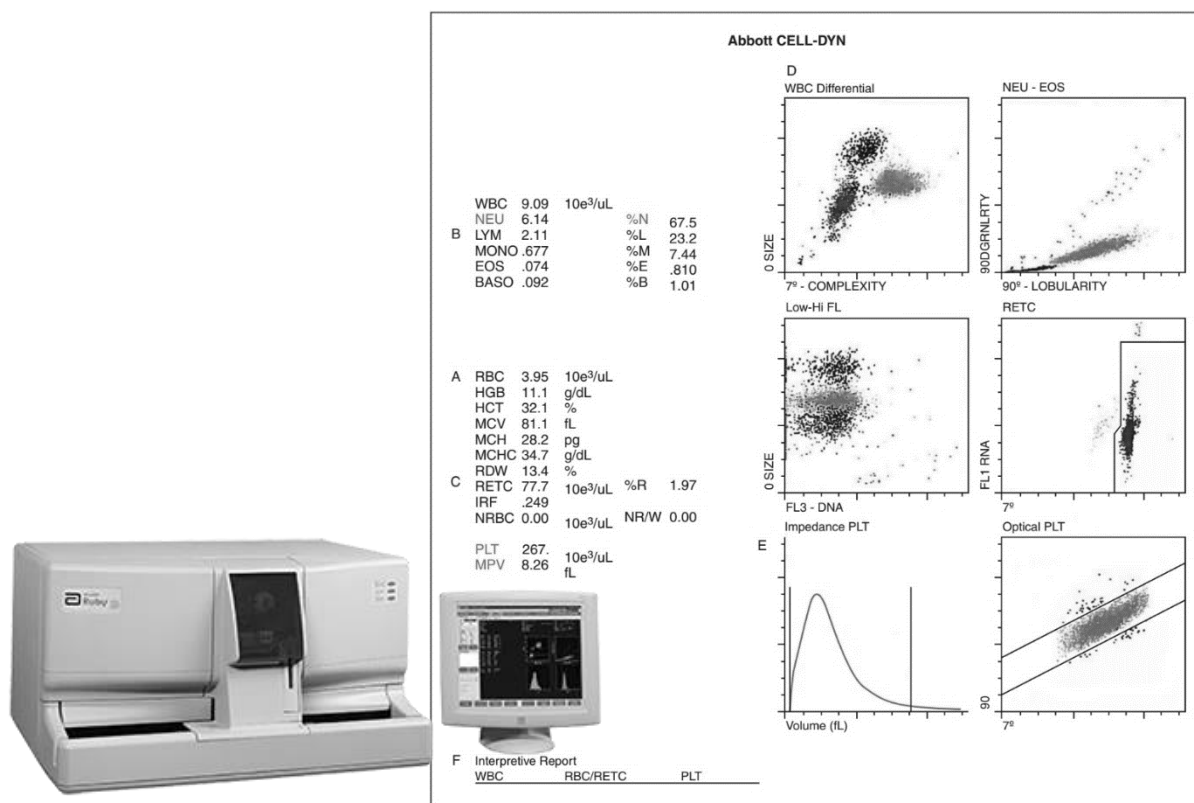 Abbott CELL-DYN
B
WBC 9.09 10e³/uL
NEU 6.14 %N 67.5
LYM 2.11 %L 23.2
MONO .677 %M 7.44
EOS .074 %E .810
BASO .092 %B 1.01
A RBC 3.95 10e³/uL
HGB 11.1 g/dL
HCT 32.1 %
MCV 81.1 fL
MCH 28.2 pg
MCHC 34.7 g/dL
RDW 13.4 %
C RETC 77.7 10e³/uL %R 1.97
IRF .249
NRBC 0.00 10e³/uL NR/W 0.00
PLT 267. 10e³/uL
MPV 8.26 fL
D
WBC Differential
0 SIZE
7º - COMPLEXITY
NEU - EOS
90DGRNLRTY
90º - LOBULARITY
Low-Hi FL
0 SIZE
FL3 - DNA
RETC
FL1 RNA
7º
E
Impedance PLT
Volume (fL)
Optical PLT
90
7º
Ruby
F Interpretive Report
WBC RBC/RETC PLT